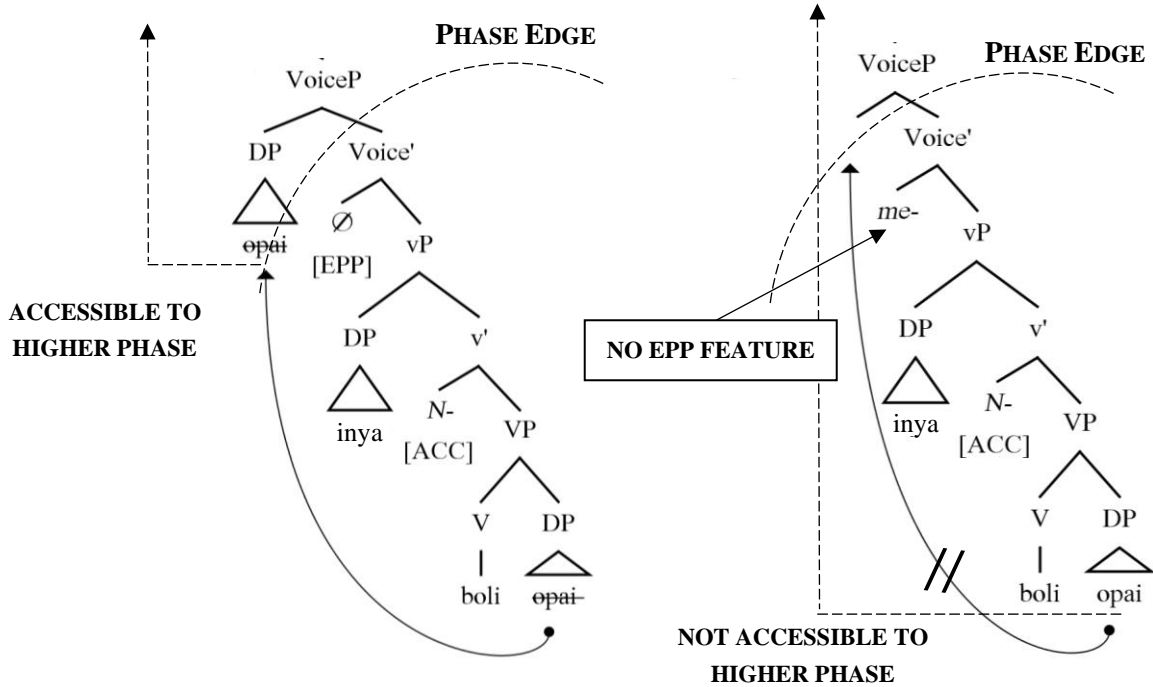 PHASE EDGE
VoiceP
DP Voice'
opai ∅
[EPP] vP
ACCESSIBLE TO
HIGHER PHASE
DP v'
inya N-
[ACC] VP
V DP
boli opai
PHASE EDGE
VoiceP
Voice'
me- vP
NO EPP FEATURE
DP v'
inya N-
[ACC] VP
V DP
boli opai
NOT ACCESSIBLE TO
HIGHER PHASE